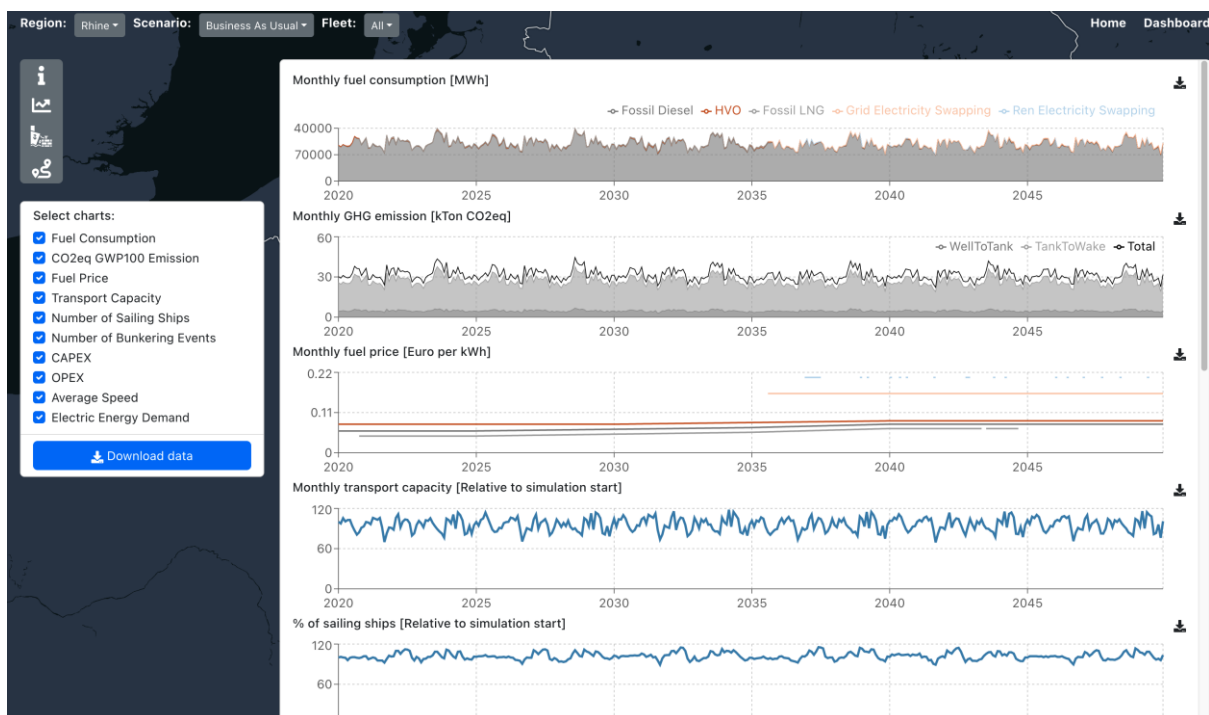 Region: Rhine Scenario: Business As Usual Fleet: All Home Dashboard
Select charts:
Fuel Consumption
CO2eq GWP100 Emission
Fuel Price
Transport Capacity
Number of Sailing Ships
Number of Bunkering Events
CAPEX
OPEX
Average Speed
Electric Energy Demand
Download data
Monthly fuel consumption [MWh]
Fossil Diesel HVO Fossil LNG Grid Electricity Swapping Ren Electricity Swapping
40000
70000
0
2020 2025 2030 2035 2040 2045
Monthly GHG emission [kTon CO2eq]
WellToTank TankToWake Total
60
30
0
2020 2025 2030 2035 2040 2045
Monthly fuel price [Euro per kWh]
0.22
0.11
0
2020 2025 2030 2035 2040 2045
Monthly transport capacity [Relative to simulation start]
120
60
0
2020 2025 2030 2035 2040 2045
% of sailing ships [Relative to simulation start]
120
60